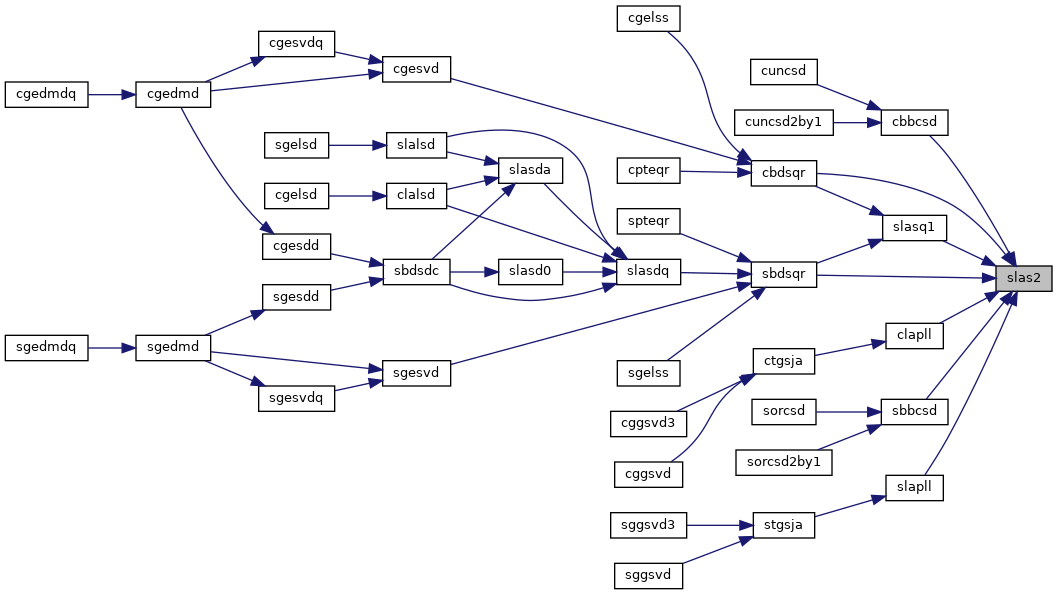 cgelss
cgesvdq
cuncsd
cgesvd
cgedmdq
cgedmd
cuncsd2by1
cbbcsd
sgelsd
slalsd
slasda
cpteqr
cbdsqr
cgelsd
clalsd
spteqr
slasq1
cgesdd
sbdsdc
slasd0
slasdq
sbdsqr
slas2
sgesdd
clapll
sgedmdq
sgedmd
ctgsja
sgesvd
sgelss
sgesvdq
cggsvd3
sorcsd
sbbcsd
cggsvd
sorcsd2by1
slapll
sggsvd3
stgsja
sggsvd